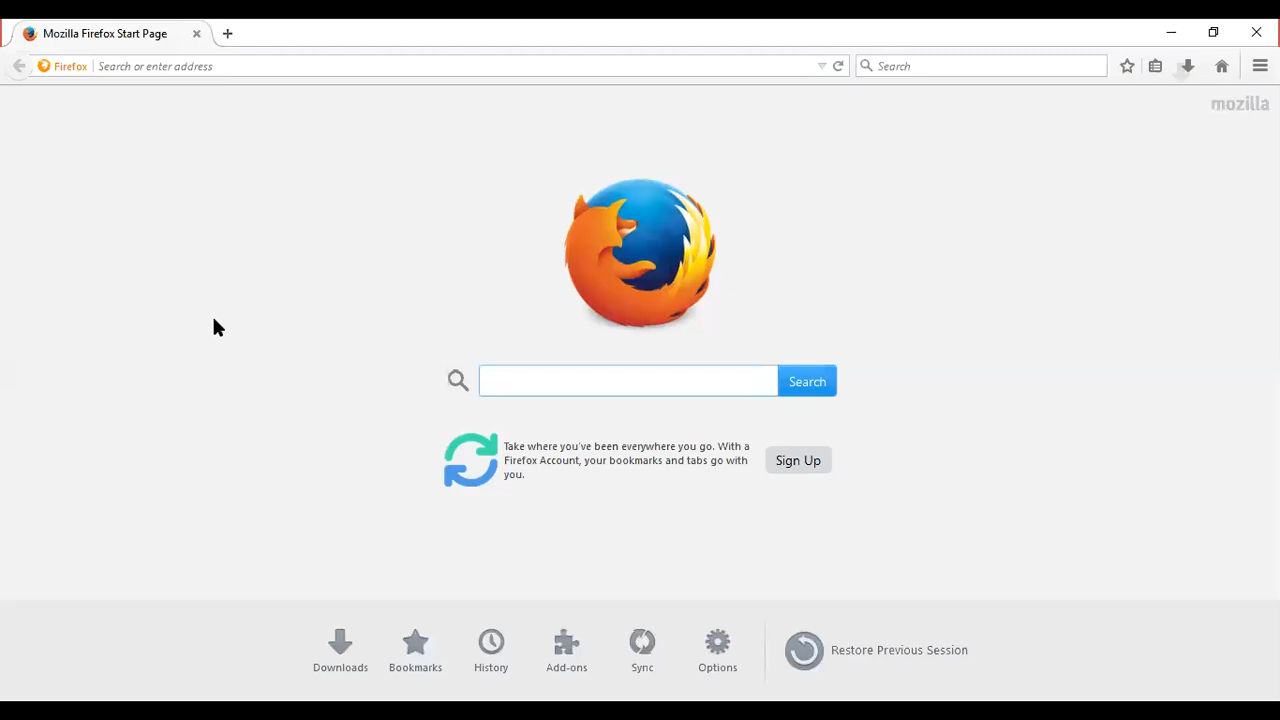 Mozilla Firefox Start Page
Firefox Search or enter address
Search
mozilla
Search
Take where you've been everywhere you go. With a
Firefox Account, your bookmarks and tabs go with
you.
Sign Up
Downloads Bookmarks History Add-ons Sync Options Restore Previous Session